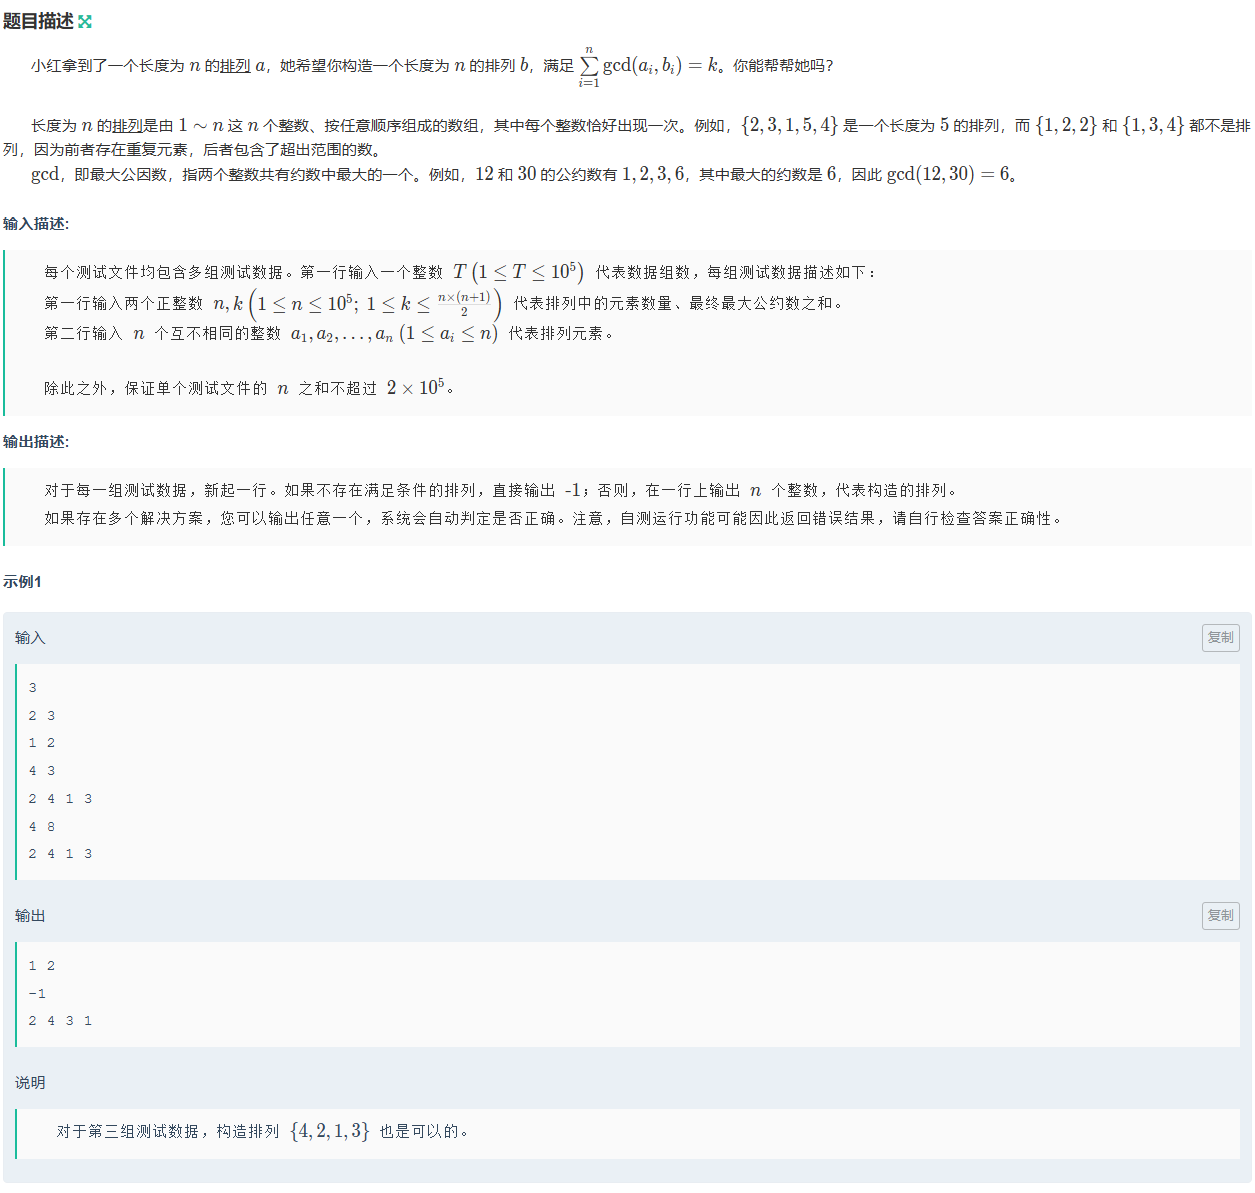 题目描述
小红拿到了一个长度为 n 的排列 a，她希望你构造一个长度为 n 的排列 b，满足 \sum_{i=1}^{n} gcd(a_i, b_i) = k。你能帮帮她吗？
长度为 n 的排列是由 1 ∼ n 这 n 个整数、按任意顺序组成的数组，其中每个整数恰好出现一次。例如，{2, 3, 1, 5, 4} 是一个长度为 5 的排列，而 {1, 2, 2} 和 {1, 3, 4} 都不是排
列，因为前者存在重复元素，后者包含了超出范围的数。
gcd，即最大公因数，指两个整数共有约数中最大的一个。例如，12 和 30 的公约数有 1, 2, 3, 6，其中最大的约数是 6，因此 gcd(12, 30) = 6。
输入描述:
每个测试文件均包含多组测试数据。第一行输入一个整数 T (1 ≤ T ≤ 10^5) 代表数据组数，每组测试数据描述如下：
第一行输入两个正整数 n, k (1 ≤ n ≤ 10^5; 1 ≤ k ≤ \frac{n×(n+1)}{2}) 代表排列中的元素数量、最终最大公约数之和。
第二行输入 n 个互不相同的整数 a_1, a_2, ..., a_n (1 ≤ a_i ≤ n) 代表排列元素。
除此之外，保证单个测试文件的 n 之和不超过 2 × 10^5。
输出描述:
对于每一组测试数据，新起一行。如果不存在满足条件的排列，直接输出 -1；否则，在一行上输出 n 个整数，代表构造的排列。
如果存在多个解决方案，您可以输出任意一个，系统会自动判定是否正确。注意，自测运行功能可能因此返回错误结果，请自行检查答案正确性。
示例1
输入 复制
3
2 3
1 2
4 3
2 4 1 3
4 8
2 4 1 3
输出 复制
1 2
-1
2 4 3 1
说明
对于第三组测试数据，构造排列 {4, 2, 1, 3} 也是可以的。